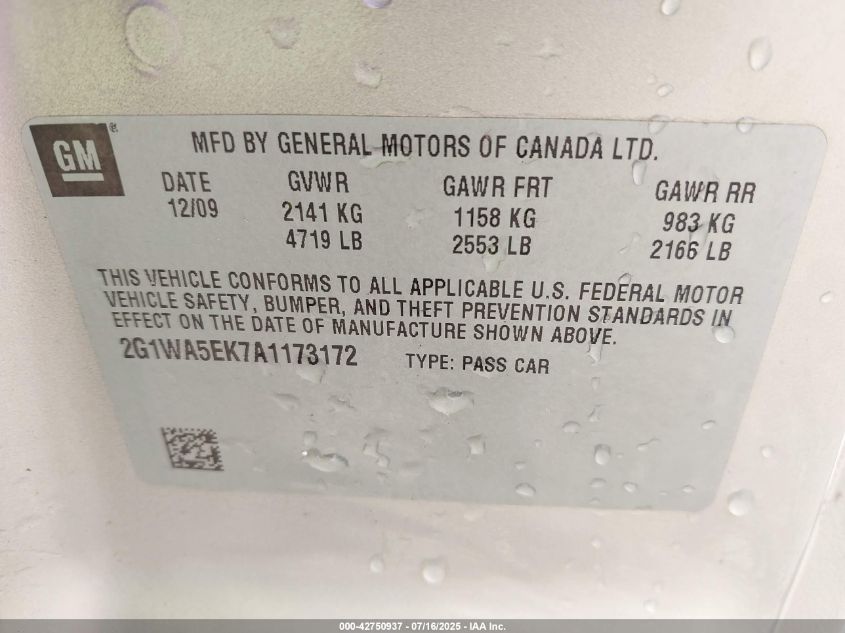 GM®
MFD BY GENERAL MOTORS OF CANADA LTD.
DATE GVWR GAWR FRT GAWR RR
12/09 2141 KG 1158 KG 983 KG
4719 LB 2553 LB 2166 LB
THIS VEHICLE CONFORMS TO ALL APPLICABLE U.S. FEDERAL MOTOR
VEHICLE SAFETY, BUMPER, AND THEFT PREVENTION STANDARDS IN
EFFECT ON THE DATE OF MANUFACTURE SHOWN ABOVE.
2G1WA5EK7A1173172 TYPE: PASS CAR
000-42750937 - 07/16/2025 - IAA Inc.